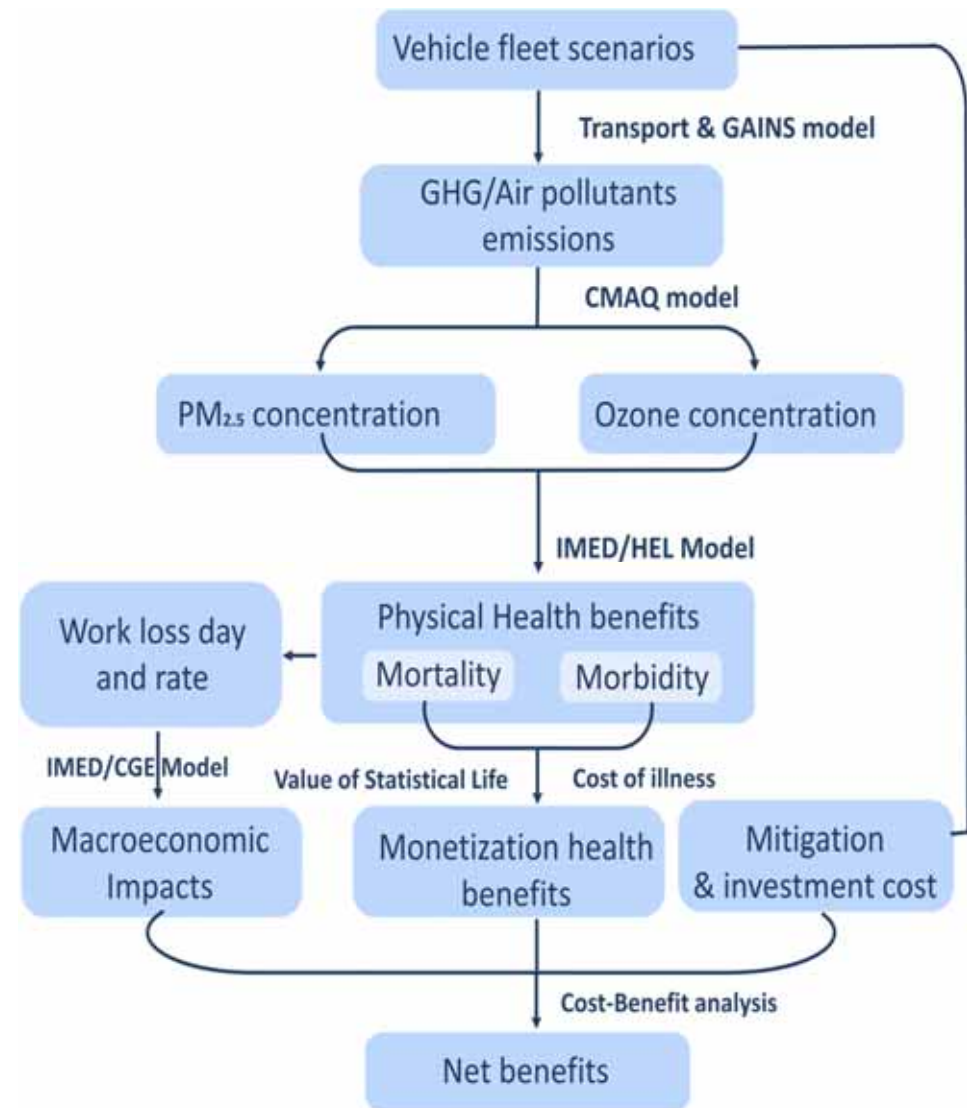 Vehicle fleet scenarios
Transport & GAINS model
GHG/Air pollutants
emissions
CMAQ model
PM₂.₅ concentration
Ozone concentration
IMED/HEL Model
Physical Health benefits
Mortality
Morbidity
Work loss day
and rate
IMED/CGE Model
Value of Statistical Life
Cost of illness
Macroeconomic
Impacts
Monetization health
benefits
Mitigation
& investment cost
Cost-Benefit analysis
Net benefits